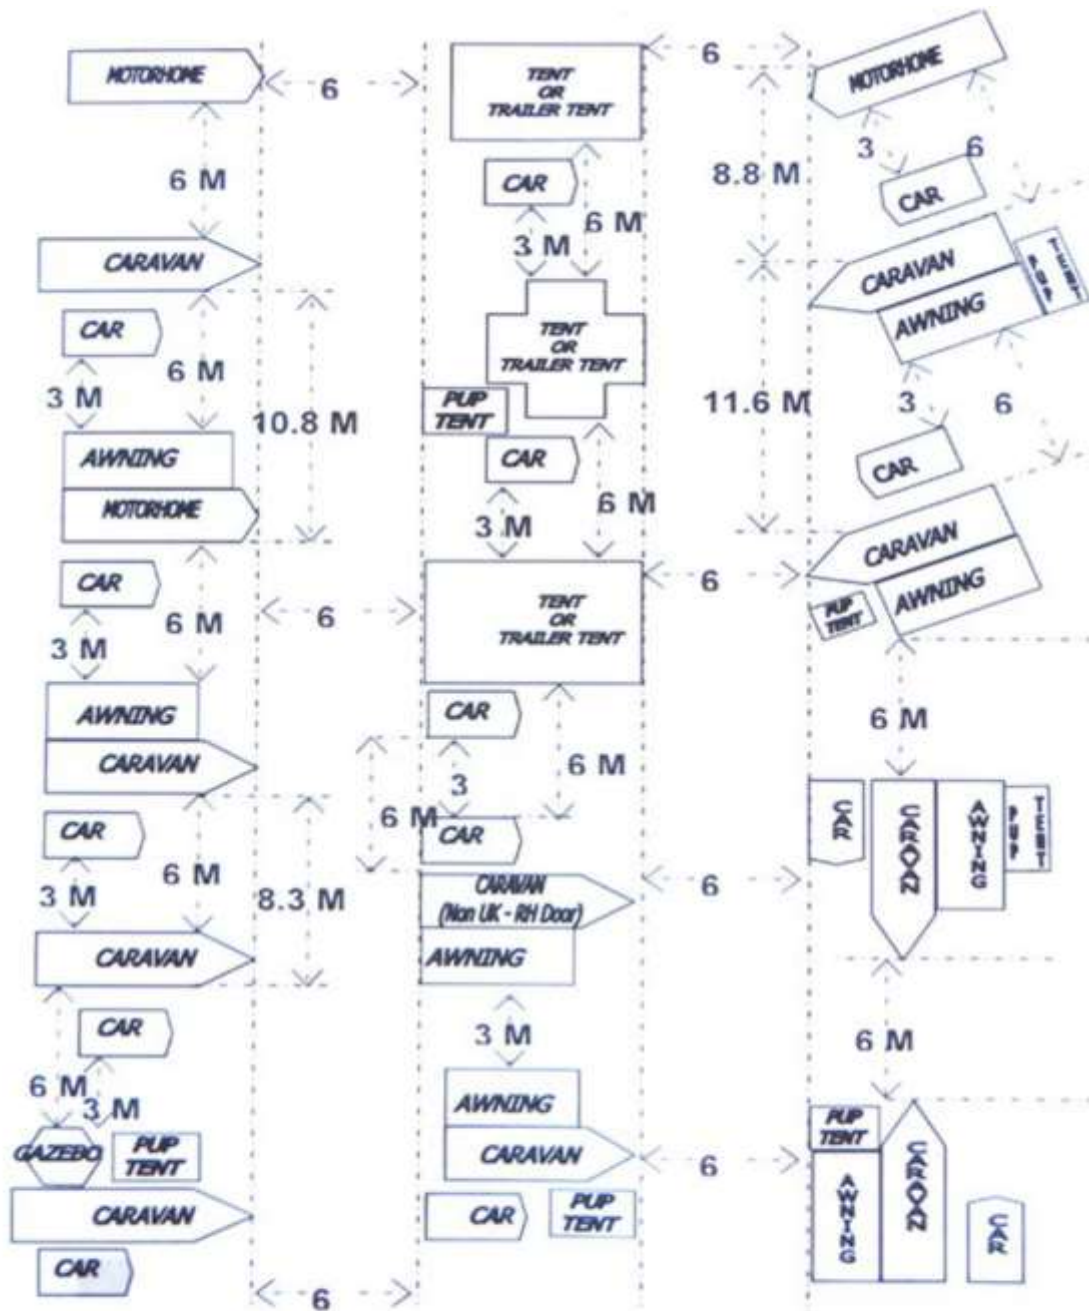 MOTORHOME
6
6 M
CARAVAN
CAR
3 M
6 M
10.8 M
AWNING
MOTORHOME
CAR
3 M
6 M
6
AWNING
CARAVAN
CAR
3 M
6 M
8.3 M
CARAVAN
CAR
6 M
3 M
GAZEBO
PUP
TENT
CARAVAN
CAR
6
TENT
OR
TRAILER TENT
6
CAR
3 M
6 M
TENT
OR
TRAILER TENT
PUP
TENT
CAR
3 M
6 M
TENT
OR
TRAILER TENT
6
CAR
3
6 M
6 M
CAR
CARAVAN
(Non UK - RH Door)
6
AWNING
3 M
AWNING
CARAVAN
6
CAR
PUP
TENT
MOTORHOME
8.8 M
3
6
CAR
CARAVAN
AWNING
11.6 M
3
6
CAR
CARAVAN
AWNING
PUP
TENT
6 M
CAR
CAROVAN
AWNING
PUP
TENT
6 M
PUP
TENT
AWNING
CAROVAN
CAR